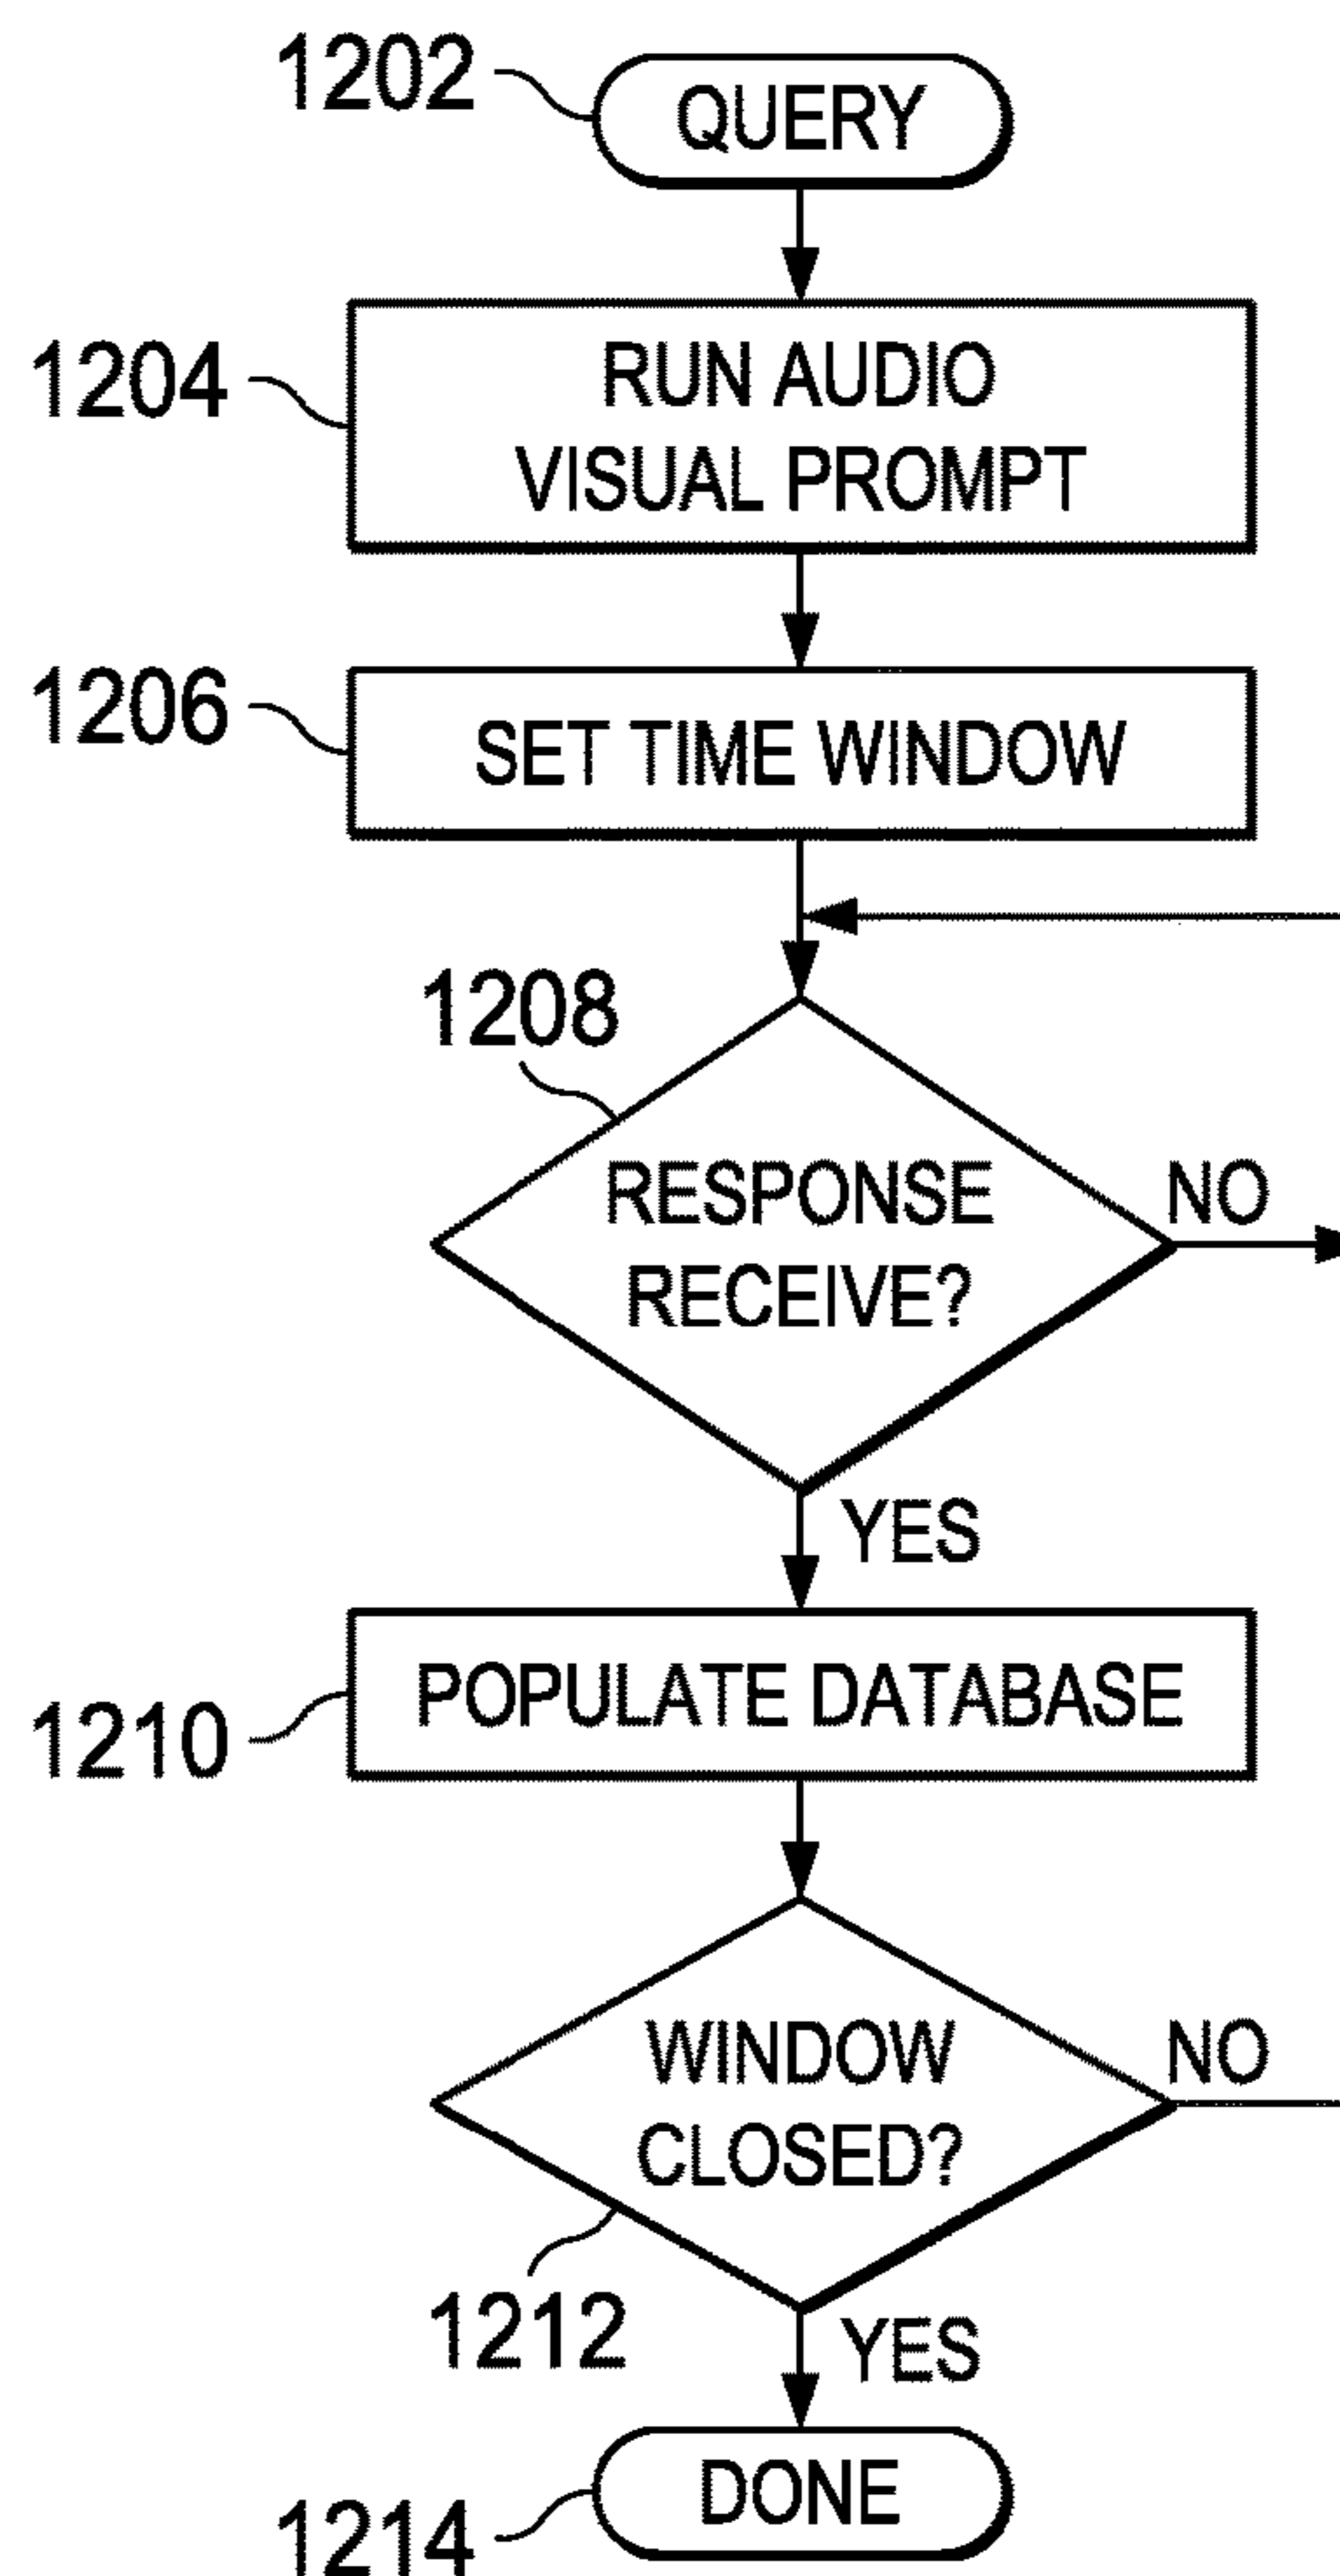 1202
QUERY
1204
RUN AUDIO
VISUAL PROMPT
1206
SET TIME WINDOW
1208
RESPONSE
RECEIVE?
NO
YES
1210
POPULATE DATABASE
WINDOW
CLOSED?
NO
1212
YES
DONE
1214